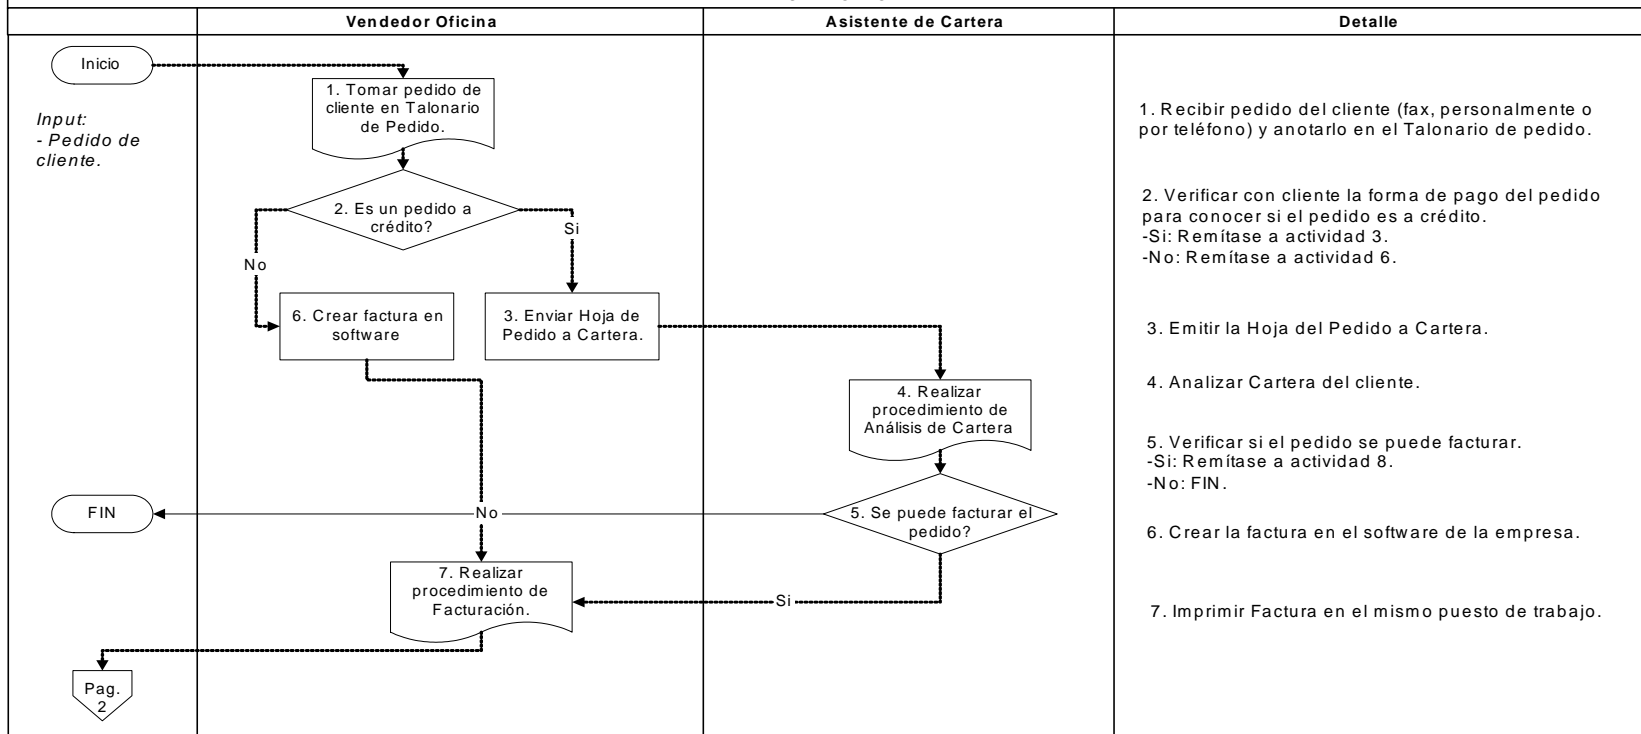 Vendedor Oficina
Asistente de Cartera
Detalle
Inicio
Input:
- Pedido de
cliente.
1. Tomar pedido de
cliente en Talonario
de Pedido.
1. Recibir pedido del cliente (fax, personalmente o
por teléfono) y anotarlo en el Talonario de pedido.
2. Es un pedido a
crédito?
Si
No
2. Verificar con cliente la forma de pago del pedido
para conocer si el pedido es a crédito.
-Si: Remítase a actividad 3.
-No: Remítase a actividad 6.
6. Crear factura en
software
3. Enviar Hoja de
Pedido a Cartera.
3. Emitir la Hoja del Pedido a Cartera.
4. Realizar
procedimiento de
Análisis de Cartera
4. Analizar Cartera del cliente.
5. Verificar si el pedido se puede facturar.
-Si: Remítase a actividad 8.
-No: FIN.
FIN
No
5. Se puede facturar el
pedido?
6. Crear la factura en el software de la empresa.
7. Realizar
procedimiento de
Facturación.
Si
7. Imprimir Factura en el mismo puesto de trabajo.
Pag.
2